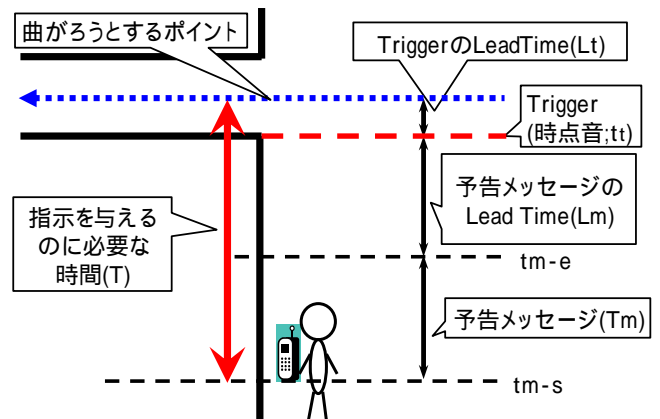 曲がろうとするポイント
TriggerのLeadTime(Lt)
Trigger
(時点音;tt)
予告メッセージの
Lead Time(Lm)
指示を与える
のに必要な
時間(T)
tm-e
予告メッセージ(Tm)
tm-s